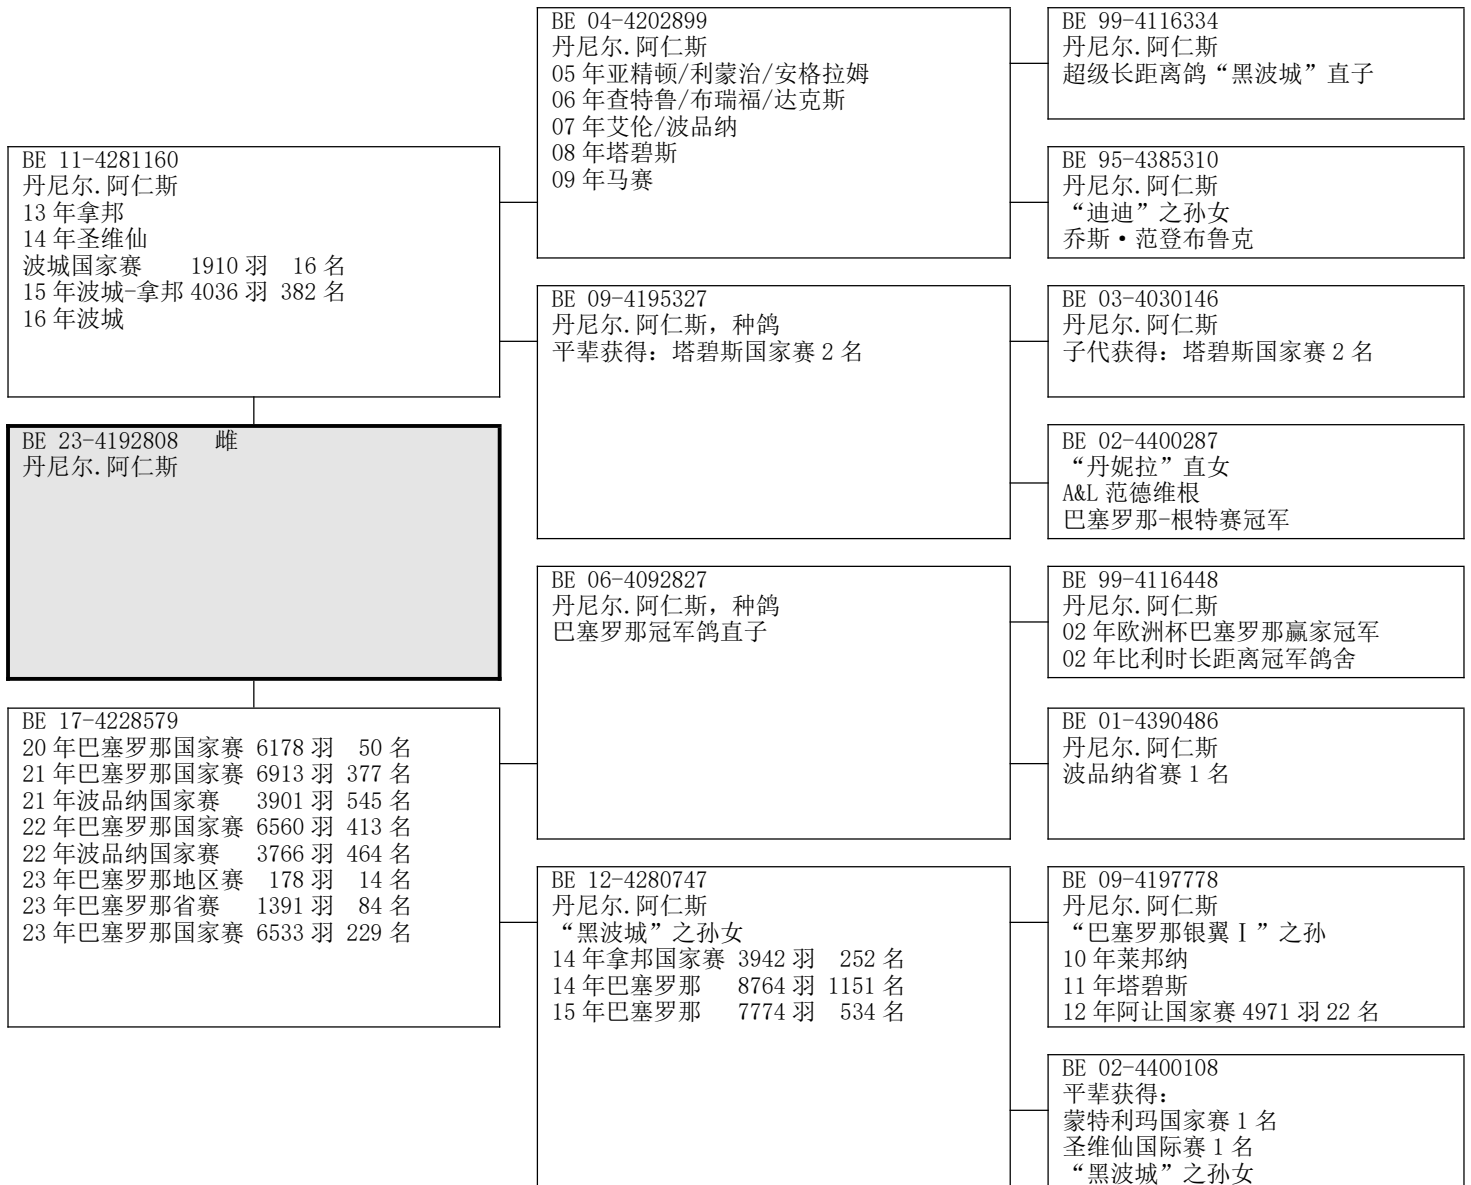 BE 11-4281160
丹尼尔.阿仁斯
13 年拿邦
14 年圣维仙
波城国家赛 1910 羽 16 名
15 年波城-拿邦 4036 羽 382 名
16 年波城
BE 23-4192808 雌
丹尼尔.阿仁斯
BE 17-4228579
20 年巴塞罗那国家赛 6178 羽 50 名
21 年巴塞罗那国家赛 6913 羽 377 名
21 年波品纳国家赛 3901 羽 545 名
22 年巴塞罗那国家赛 6560 羽 413 名
22 年波品纳国家赛 3766 羽 464 名
23 年巴塞罗那地区赛 178 羽 14 名
23 年巴塞罗那省赛 1391 羽 84 名
23 年巴塞罗那国家赛 6533 羽 229 名
BE 04-4202899
丹尼尔.阿仁斯
05 年亚精顿/利蒙治/安格拉姆
06 年查特鲁/布瑞福/达克斯
07 年艾伦/波品纳
08 年塔碧斯
09 年马赛
BE 09-4195327
丹尼尔.阿仁斯，种鸽
平辈获得：塔碧斯国家赛 2 名
BE 06-4092827
丹尼尔.阿仁斯，种鸽
巴塞罗那冠军鸽直子
BE 12-4280747
丹尼尔.阿仁斯
“黑波城”之孙女
14 年拿邦国家赛 3942 羽 252 名
14 年巴塞罗那 8764 羽 1151 名
15 年巴塞罗那 7774 羽 534 名
BE 99-4116334
丹尼尔.阿仁斯
超级长距离鸽“黑波城”直子
BE 95-4385310
丹尼尔.阿仁斯
“迪迪”之孙女
乔斯·范登布鲁克
BE 03-4030146
丹尼尔.阿仁斯
子代获得：塔碧斯国家赛 2 名
BE 02-4400287
“丹妮拉”直女
A&L 范德维根
巴塞罗那-根特赛冠军
BE 99-4116448
丹尼尔.阿仁斯
02 年欧洲杯巴塞罗那赢家冠军
02 年比利时长距离冠军鸽舍
BE 01-4390486
丹尼尔.阿仁斯
波品纳省赛 1 名
BE 09-4197778
丹尼尔.阿仁斯
“巴塞罗那银翼Ⅰ”之孙
10 年莱邦纳
11 年塔碧斯
12 年阿让国家赛 4971 羽 22 名
BE 02-4400108
平辈获得：
蒙特利玛国家赛 1 名
圣维仙国际赛 1 名
“黑波城”之孙女